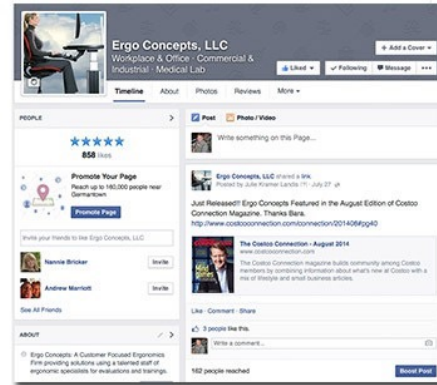 Ergo Concepts, LLC
Workplace & Office · Commercial &
Industrial · Medical Lab
+ Add a Cover
Liked
Following
Message
Timeline
About
Photos
Reviews
More
PEOPLE
858 likes
Promote Your Page
Reach up to 160,000 people near
Germantown
Promote Page
Invite your friends to like Ergo Concepts, LLC
Nannie Bricker
Invite
Andrew Marriott
Invite
See All Friends
ABOUT
Ergo Concepts: A Customer Focused Ergonomics
Firm providing solutions using a talented staff of
ergonomic specialists for evaluations and trainings.
Post
Photo / Video
Write something on this Page...
Ergo Concepts, LLC shared a link.
Posted by Julie Kramer Landis · July 27
Just Released!! Ergo Concepts Featured in the August Edition of Costco
Connection Magazine. Thanks Bara.
http://www.costcoconnection.com/connection/201408#pg40
The Costco Connection - August 2014
www.costcoconnection.com
The Costco Connection magazine builds community among Costco
members by combining information about what's new at Costco with a
mix of lifestyle and small business articles.
Like · Comment · Share
3 people like this.
Write a comment...
162 people reached
Boost Post